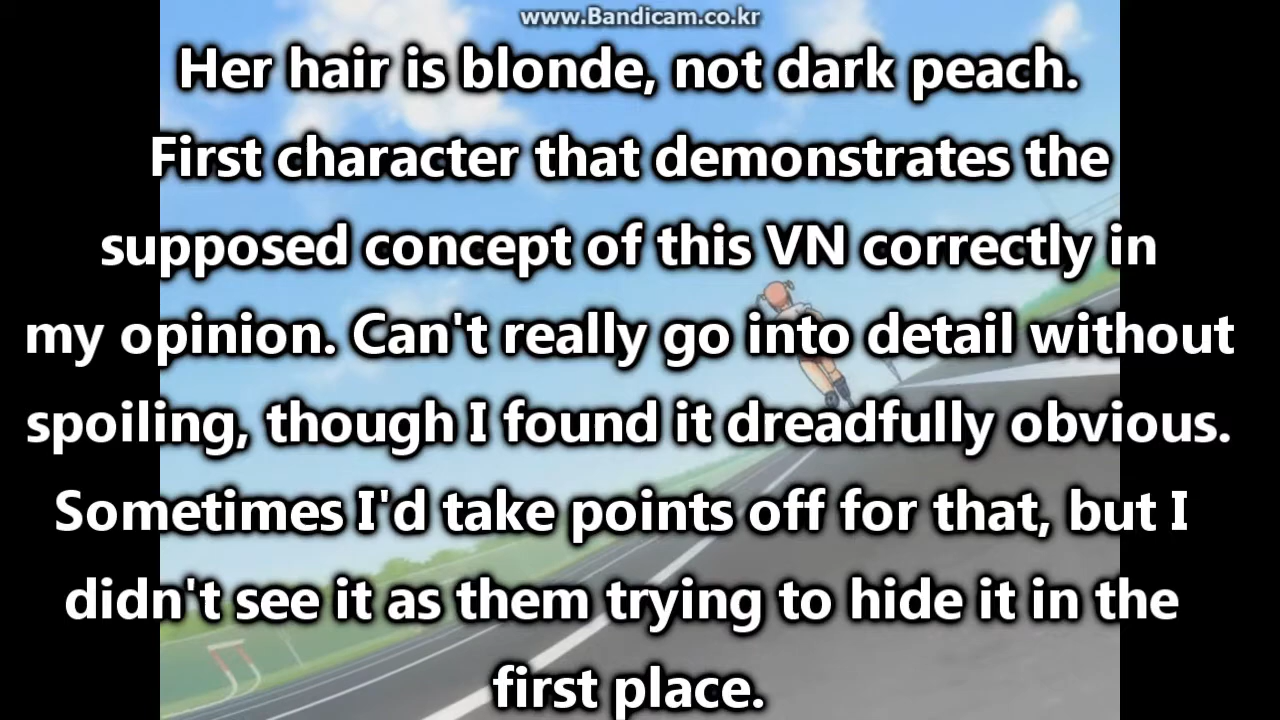 www.Bandicam.co.kr
Her hair is blonde, not dark peach.
First character that demonstrates the
supposed concept of this VN correctly in
my opinion. Can't really go into detail without
spoiling, though I found it dreadfully obvious.
Sometimes I'd take points off for that, but I
didn't see it as them trying to hide it in the
first place.